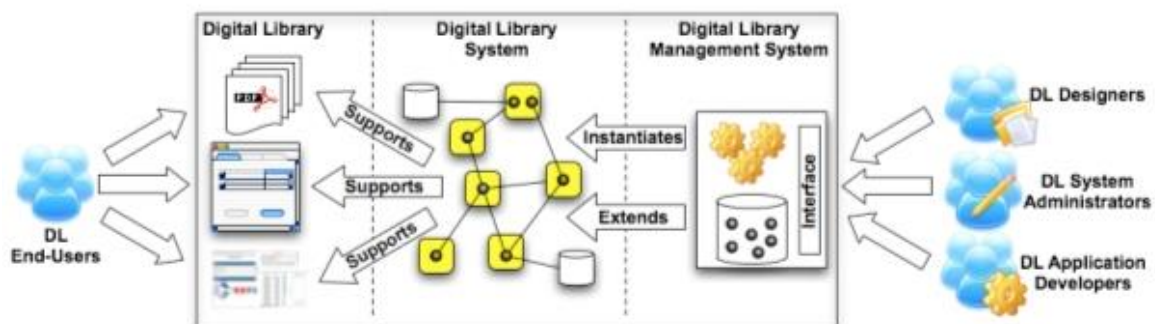 Digital Library
Digital Library
System
Digital Library
Management System
PDF
Supports
Supports
Supports
Instantiates
Extends
Interface
DL
End-Users
DL Designers
DL System
Administrators
DL Application
Developers